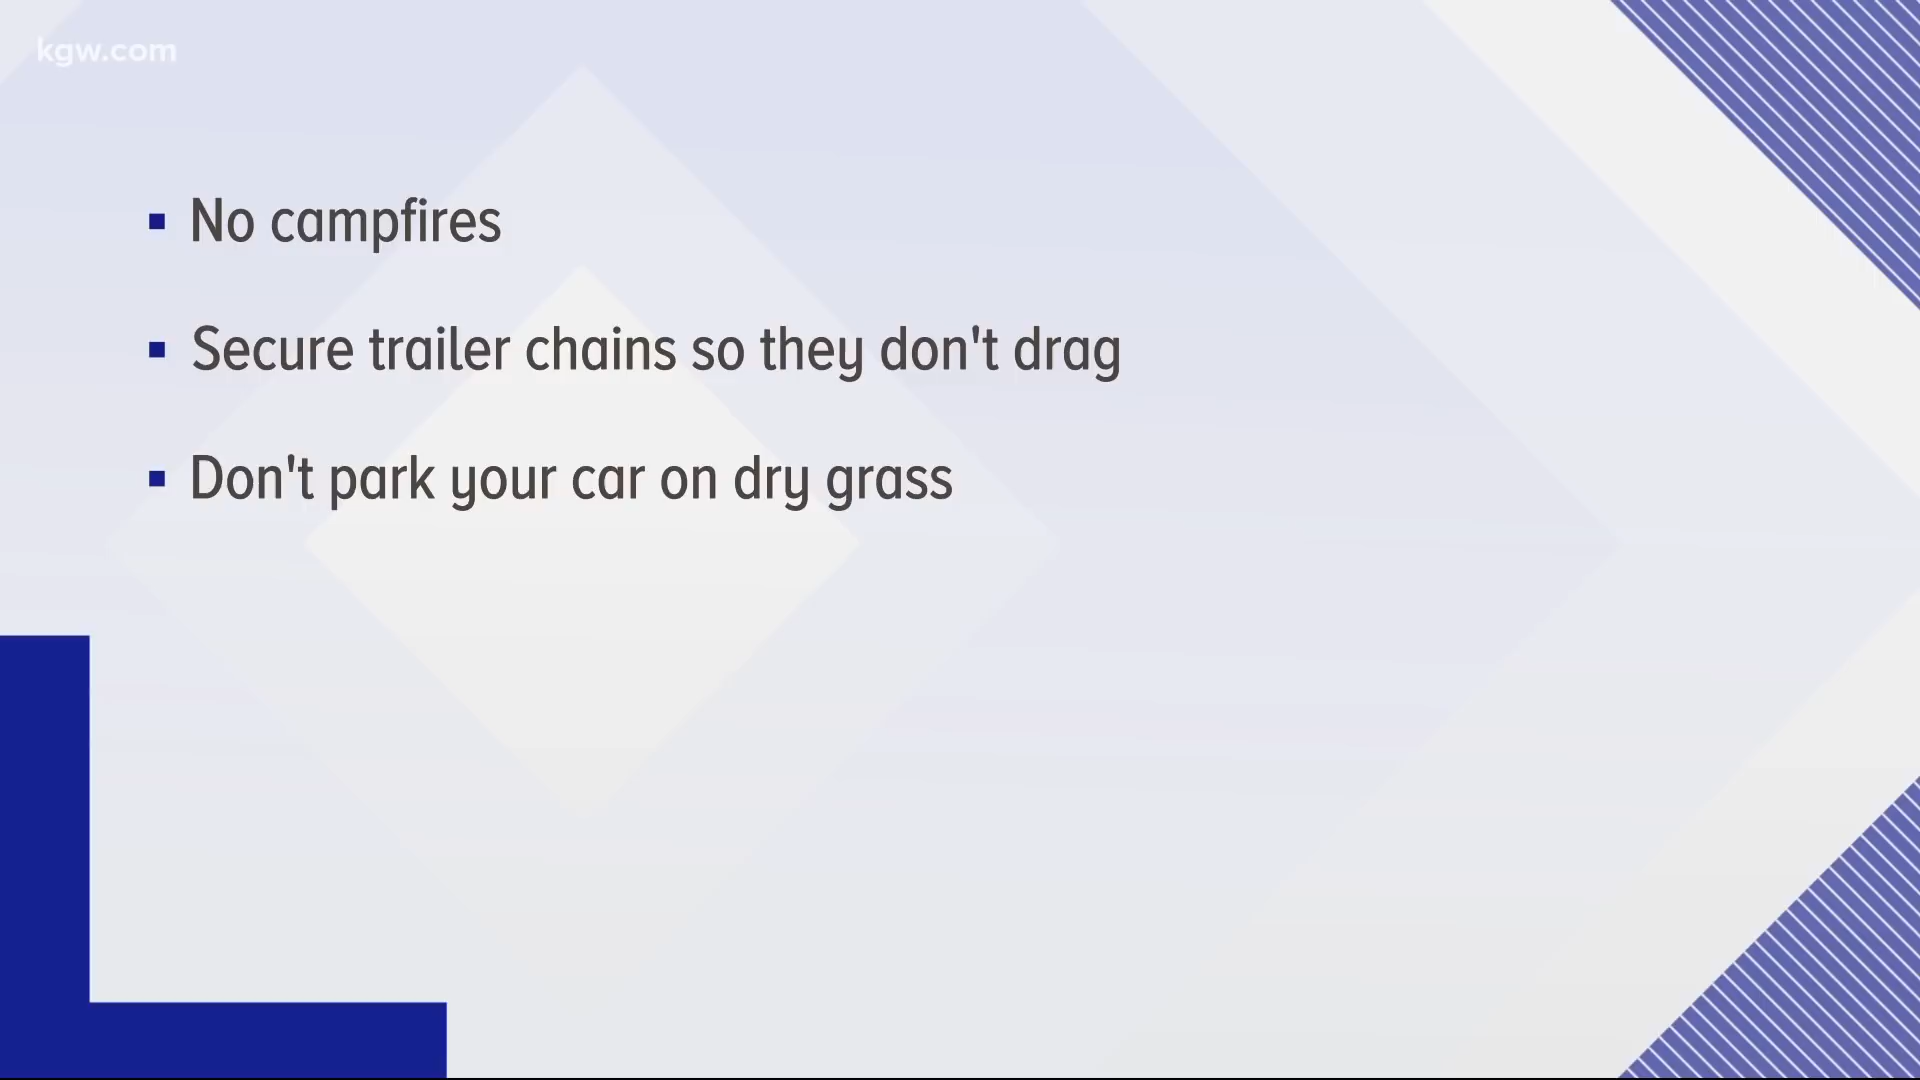 kgw.com
No campfires
Secure trailer chains so they don't drag
Don't park your car on dry grass